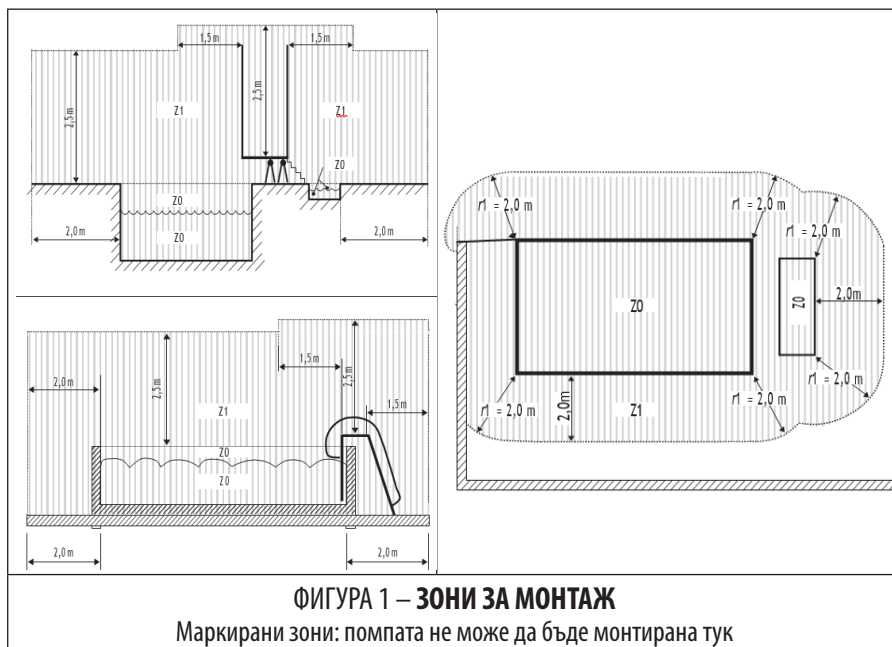 1,5m
1,5m
2,5m
2,5m
Z1
Z1
Z0
Z0
Z0
2,0m
2,0m
1,5m
2,0m
2,5m
2,5m
1,5m
Z1
Z0
Z0
2,0m
2,0m
r1 = 2,0 m
r1 = 2,0 m
r1 = 2,0 m
Z0
Z0
2,0m
r1 = 2,0 m
2,0m
Z1
r1 = 2,0 m
r1 = 2,0 m
ФИГУРА 1 – ЗОНИ ЗА МОНТАЖ
Маркирани зони: помпата не може да бъде монтирана тук